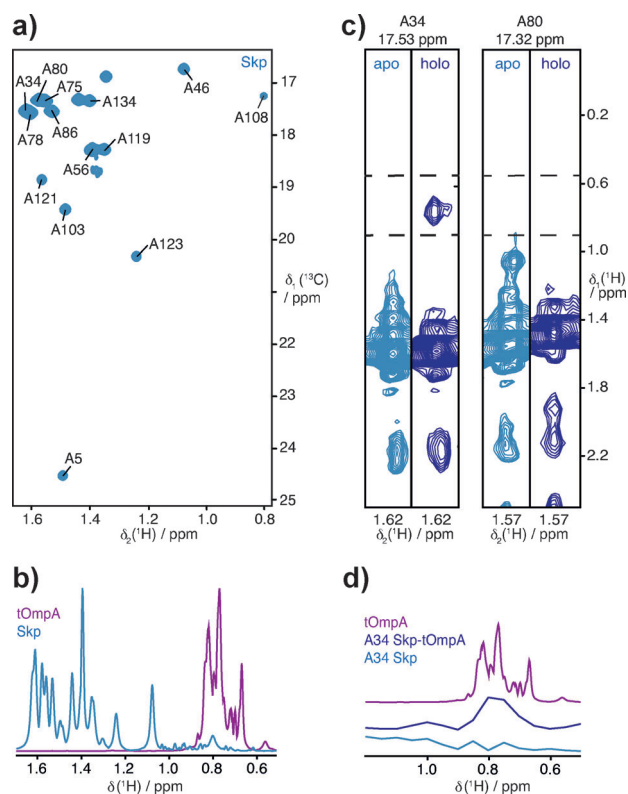 a)
Skp
A80
A34
A75
A46
A134
A108
A78
A86
A119
A56
A121
A103
A123
A5
17
18
19
20
21
22
23
24
25
δ₁(¹³C)
/ ppm
1.6 1.4 1.2 1.0 0.8
δ₂(¹H) / ppm
b)
tOmpA
Skp
1.6 1.4 1.2 1.0 0.8 0.6
δ(¹H) / ppm
c)
A34 A80
17.53 ppm 17.32 ppm
apo holo apo holo
0.2
0.6
1.0
δ₁(¹H)
/ ppm
1.4
1.8
2.2
1.62 1.62 1.57 1.57
δ₂(¹H) / ppm δ₂(¹H) / ppm
d)
tOmpA
A34 Skp-tOmpA
A34 Skp
1.0 0.8 0.6
δ(¹H) / ppm